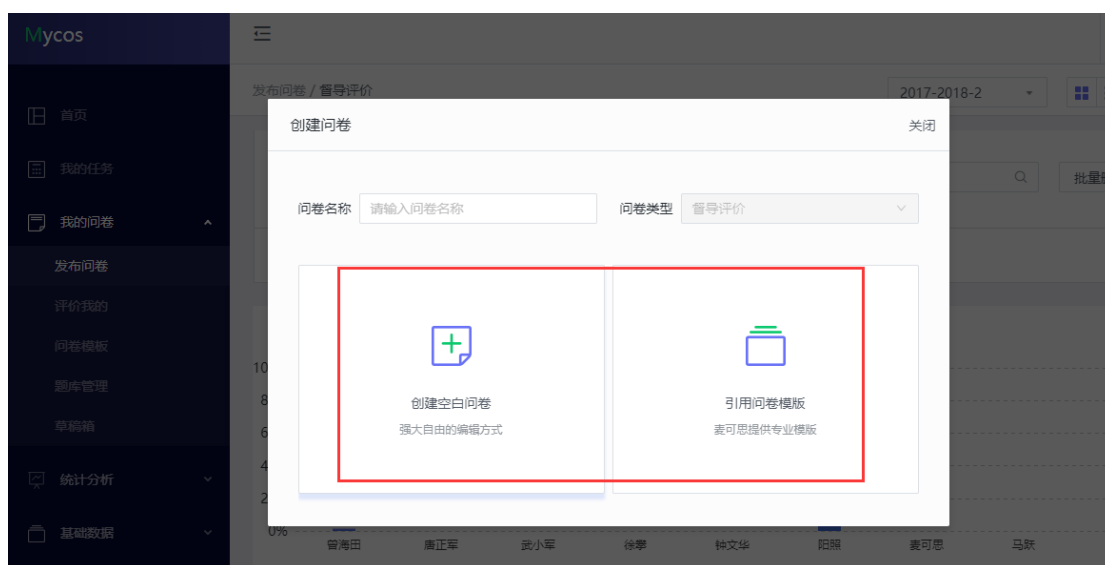 Mycos
发布问卷 / 督导评价
2017-2018-2
首页
创建问卷
关闭
我的任务
批量
问卷名称 请输入问卷名称 问卷类型 督导评价
我的问卷
发布问卷
评价我的
问卷模板
题库管理
草稿箱
创建空白问卷
强大自由的编辑方式
引用问卷模版
麦可思提供专业模版
统计分析
基础数据
10
8
6
4
2
0%
曾海田 唐正军 武小军 徐攀 钟文华 阳照 麦可思 马跃